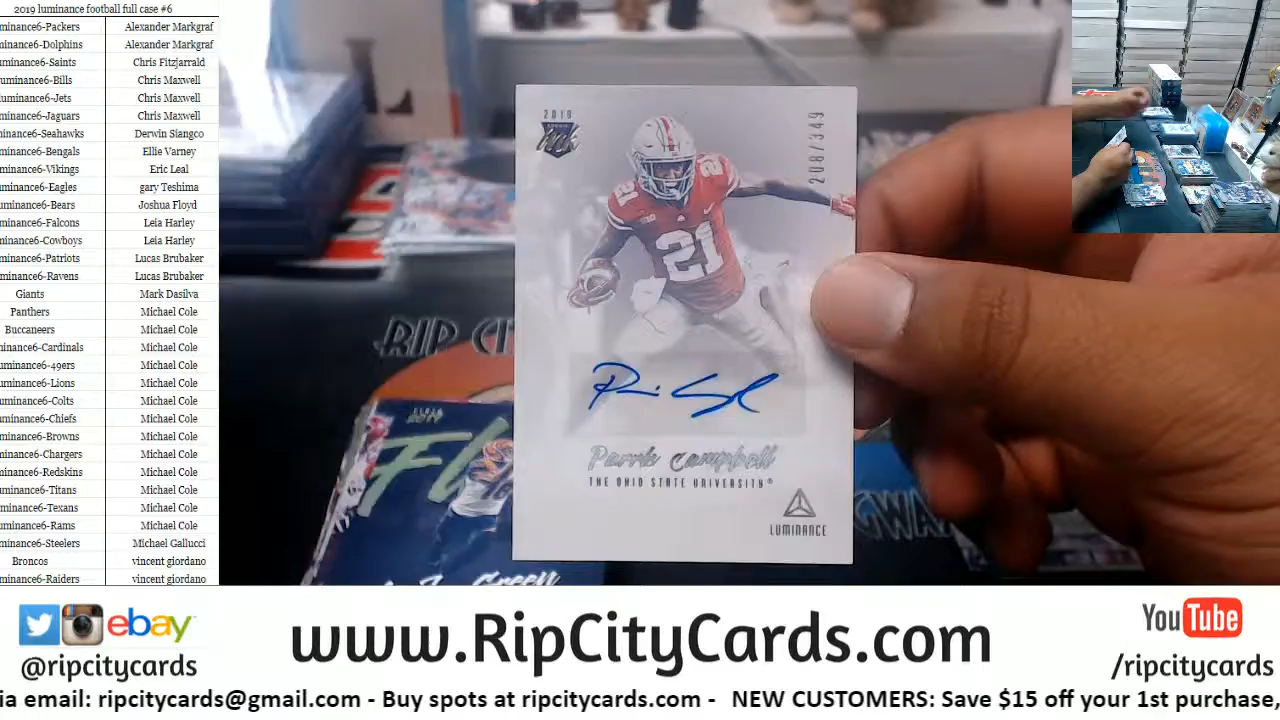 2019 luminance football full case #6
minance6-Packers Alexander Markgraf
minance6-Dolphins Alexander Markgraf
uminance6-Saints Chris Fitzjarrald
uminance6-Bills Chris Maxwell
luminance6-Jets Chris Maxwell
uminance6-Jaguars Chris Maxwell
minance6-Seahawks Derwin Siangco
minance6-Bengals Ellie Varney
minance6-Vikings Eric Leal
uminance6-Eagles gary Teshima
uminance6-Bears Joshua Floyd
minance6-Falcons Leia Harley
minance6-Cowboys Leia Harley
minance6-Patriots Lucas Brubaker
minance6-Ravens Lucas Brubaker
Giants Mark Dasilva
Panthers Michael Cole
Buccaneers Michael Cole
ninance6-Cardinals Michael Cole
uminance6-49ers Michael Cole
uminance6-Lions Michael Cole
uminance6-Colts Michael Cole
uminance6-Chiefs Michael Cole
minance6-Browns Michael Cole
minance6-Chargers Michael Cole
minance6-Redskins Michael Cole
uminance6-Titans Michael Cole
uminance6-Texans Michael Cole
uminance6-Rams Michael Cole
minance6-Steelers Michael Gallucci
Broncos vincent giordano
minance6-Raiders vincent giordano
2019
208/349
21
21
21
Parris Campbell
THE OHIO STATE UNIVERSITY®
LUMINANCE
RIP CI
2019
Green
ebay
@ripcitycards
www.RipCityCards.com
YouTube
/ripcitycards
ia email: ripcitycards@gmail.com - Buy spots at ripcitycards.com - NEW CUSTOMERS: Save $15 off your 1st purchase,